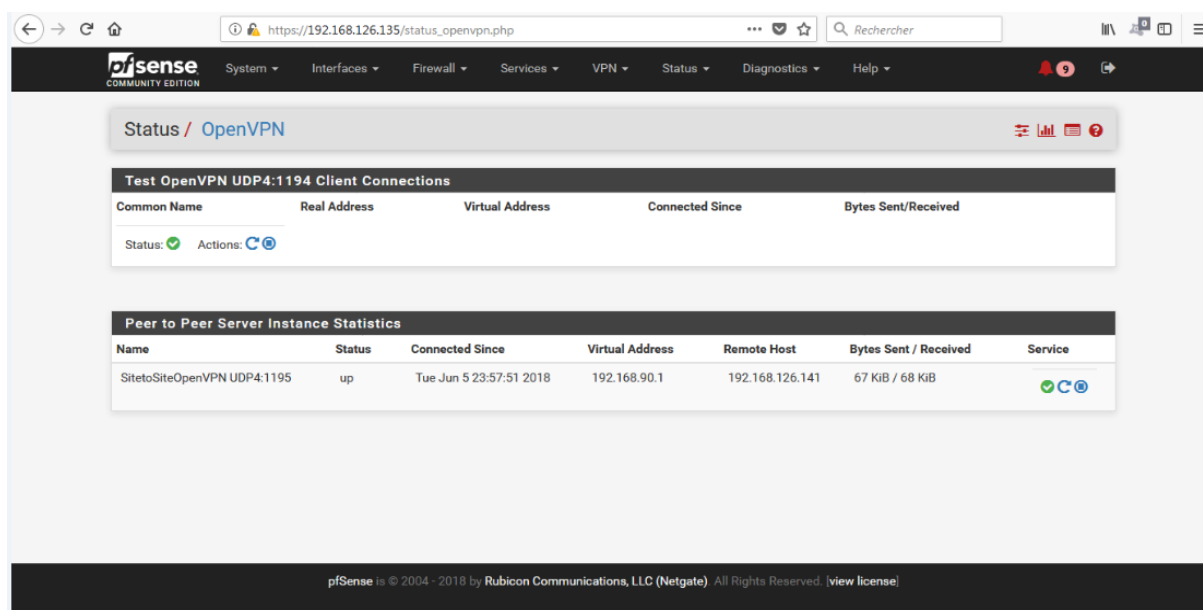 https://192.168.126.135/status_openvpn.php ... Rechercher 0
pfsense System Interfaces Firewall Services VPN Status Diagnostics Help 9
COMMUNITY EDITION
Status / OpenVPN
Test OpenVPN UDP4:1194 Client Connections
Common Name Real Address Virtual Address Connected Since Bytes Sent/Received
Status: Actions:
Peer to Peer Server Instance Statistics
Name Status Connected Since Virtual Address Remote Host Bytes Sent / Received Service
SitetoSiteOpenVPN UDP4:1195 up Tue Jun 5 23:57:51 2018 192.168.90.1 192.168.126.141 67 KiB / 68 KiB
pfSense is © 2004 - 2018 by Rubicon Communications, LLC (Netgate). All Rights Reserved. [view license]